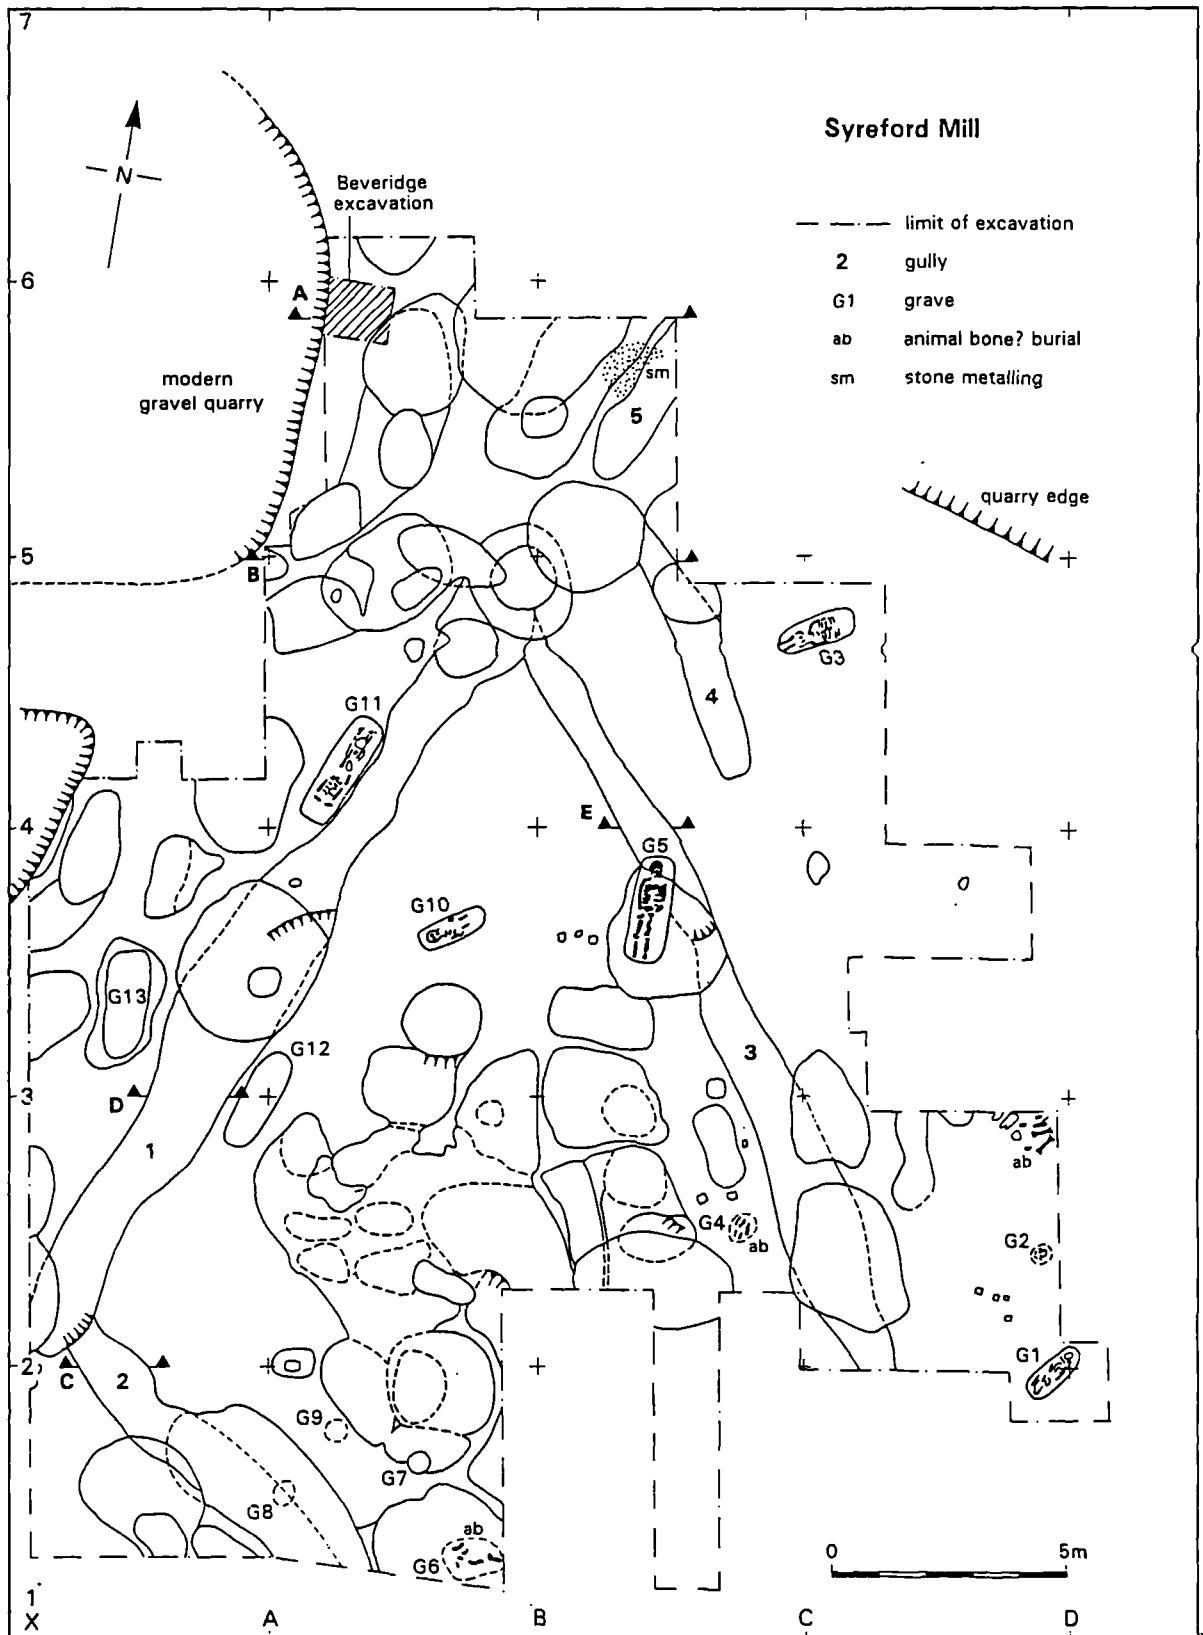 7
Syreford Mill
N
Beveridge
excavation
limit of excavation
2 gully
G1 grave
ab animal bone? burial
sm stone metalling
6
A
modern
gravel quarry
sm
5
quarry edge
5
B
G3
4
G11
4
E
G5
G10
G13
G12
3
3
D
1
ab
G4
ab
G2
G1
2
C
2
G9
G7
G8
ab
G6
0 5m
1
X A B C D